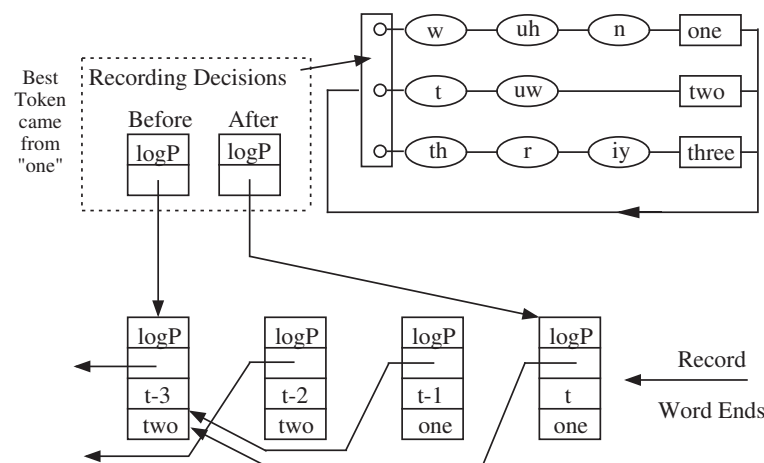 w uh n one
Best
Token
came
from
"one"
Recording Decisions
Before After
logP logP
t uw two
th r iy three
logP logP logP logP
t-3 t-2 t-1 t
two two one one
Record
Word Ends